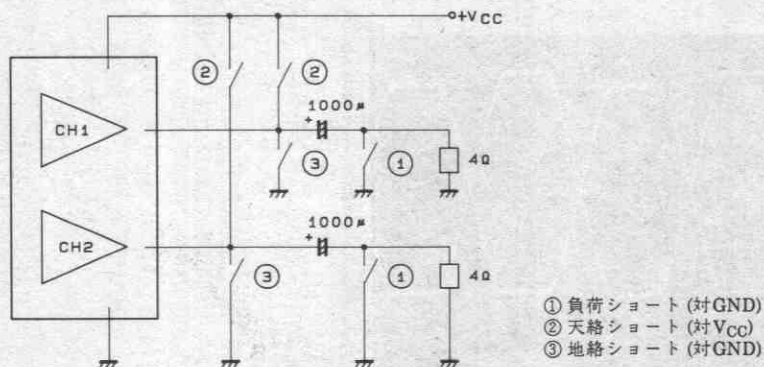 +VCC
②
②
1000μ
+
CH1
③
①
4Ω
1000μ
+
CH2
③
①
4Ω
① 負荷ショート(対GND)
② 天絡ショート(対VCC)
③ 地絡ショート(対GND)